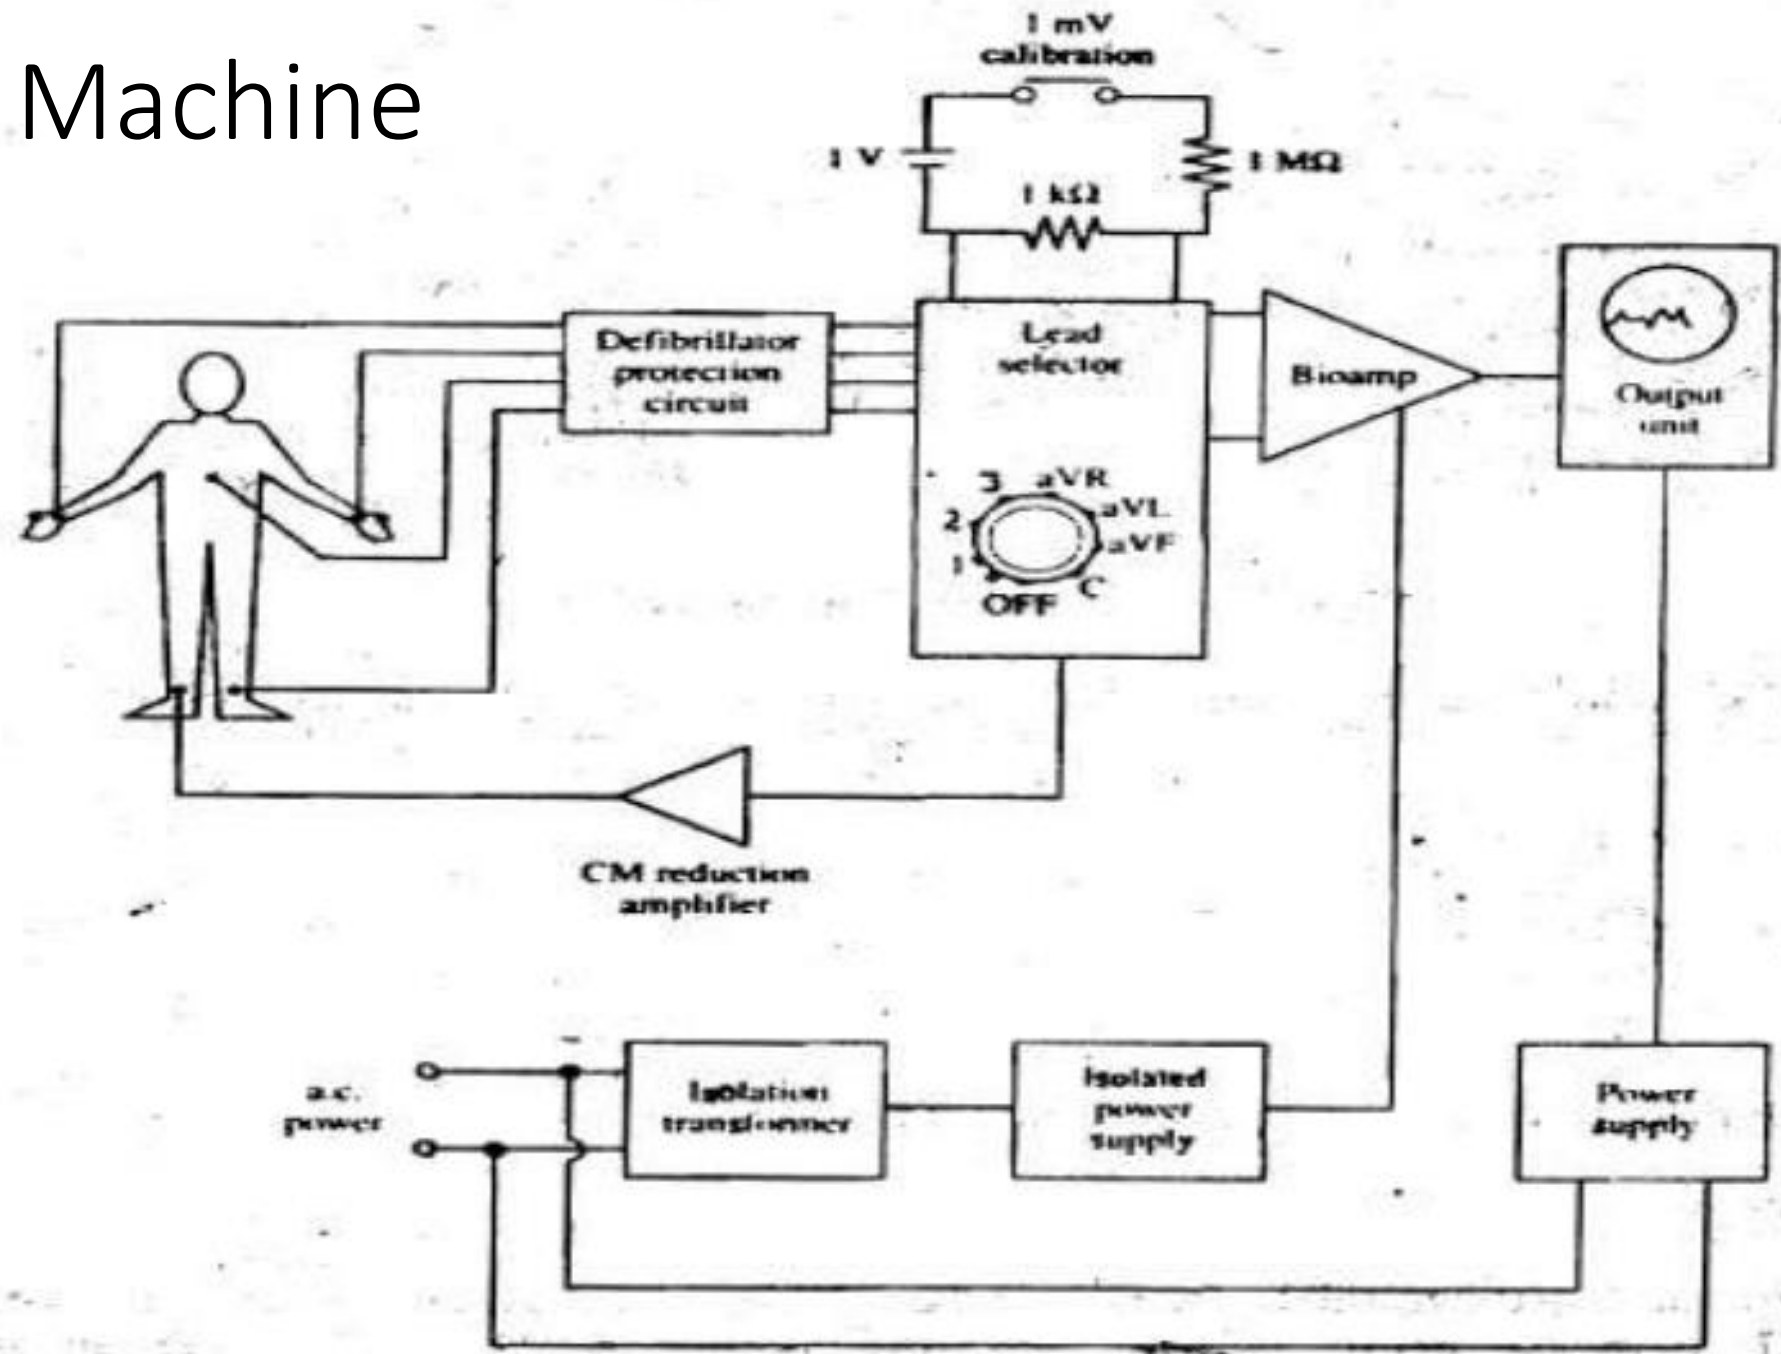 Machine
1 mV
calibration
1 V
1 MΩ
1 kΩ
Defibrillator
protection
circuit
Lead
selector
Bioamp
Output
unit
3
aVR
2
aVL
aVF
1
C
OFF
CM reduction
amplifier
a.c.
power
Isolation
transformer
Isolated
power
supply
Power
supply